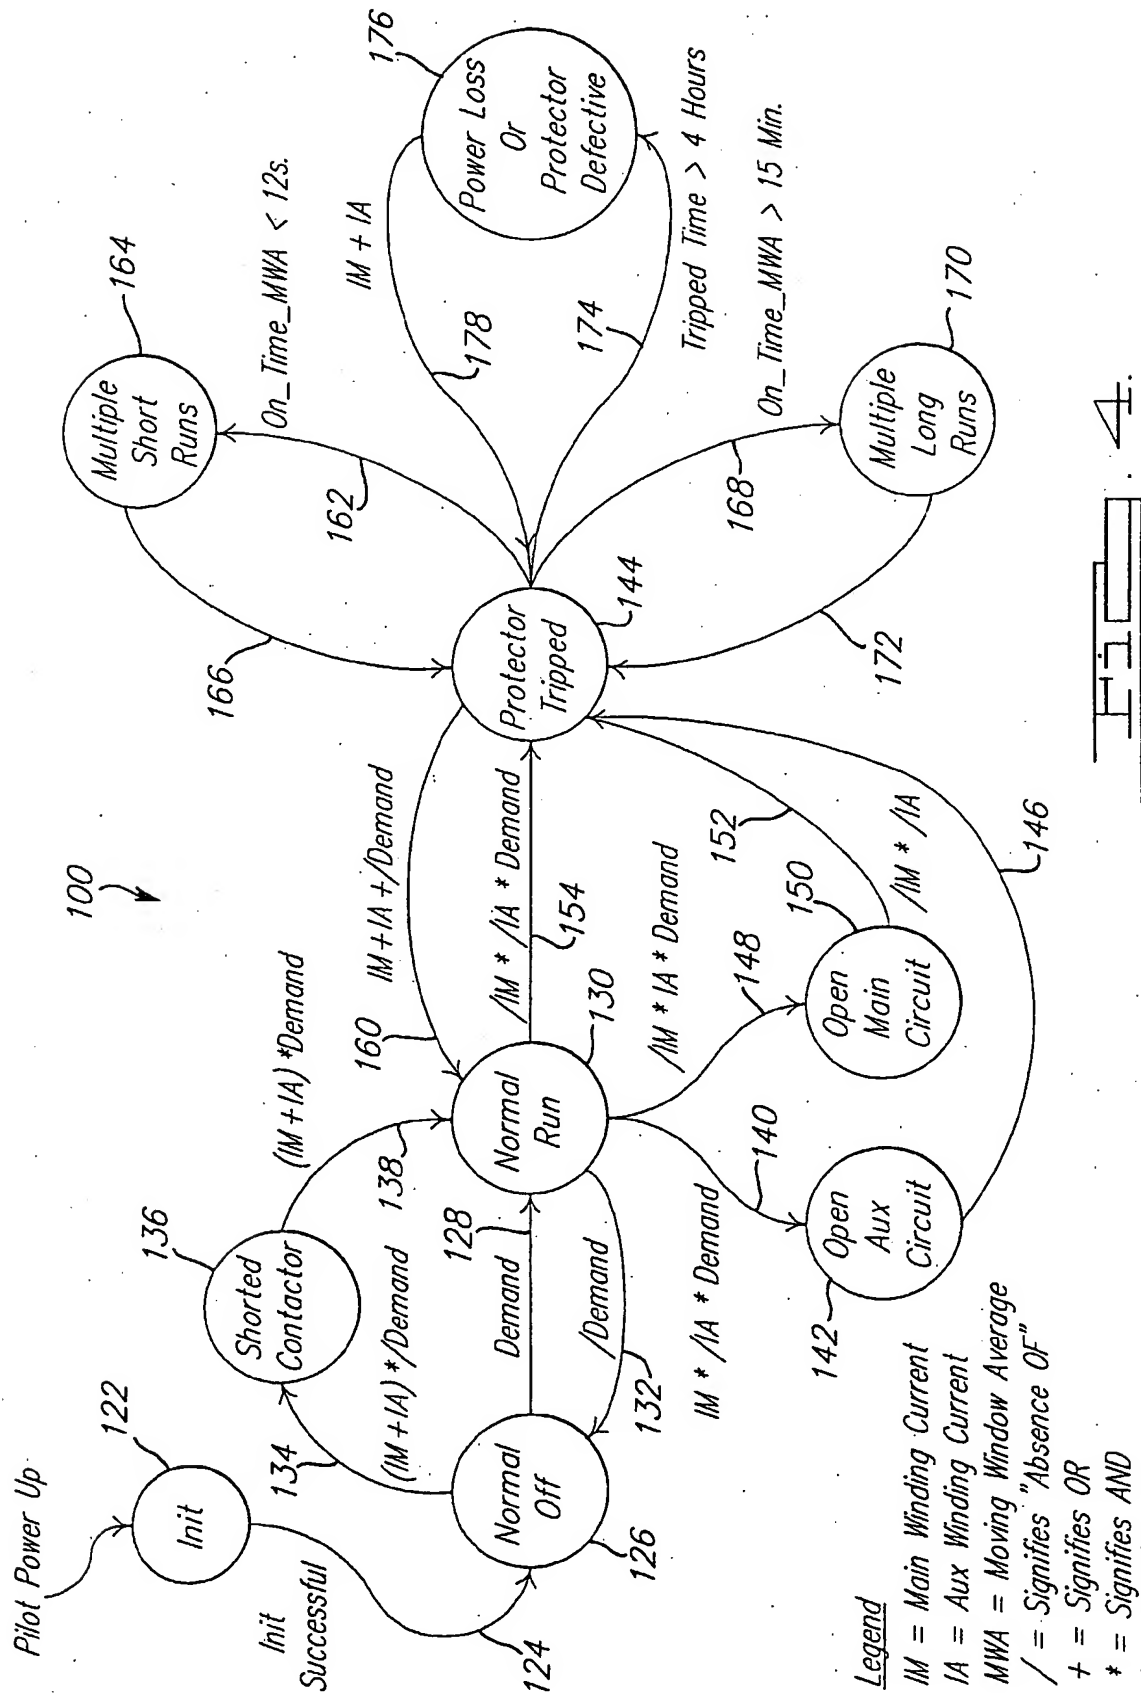 Pilot Power Up
122
Init
Init
Successful
124
100
134
136
Shorted
Contactor
(IM + IA) */Demand
138
(IM + IA) *Demand
Normal
Off
126
128
Demand
/Demand
132
Normal
Run
130
160
IM + IA +/Demand
/IM * /IA * Demand
154
IM * /IA * Demand
140
/IM * IA * Demand
148
142
Open
Aux
Circuit
150
Open
Main
Circuit
152
/IM * /IA
146
Protector
Tripped
144
166
162
164
Multiple
Short
Runs
On_Time_MWA < 12s.
IM + IA
178
176
Power Loss
Or
Protector
Defective
174
Tripped Time > 4 Hours
168
On_Time_MWA > 15 Min.
170
Multiple
Long
Runs
172
Legend
IM = Main Winding Current
IA = Aux Winding Current
MWA = Moving Window Average
/ = Signifies "Absence OF"
+ = Signifies OR
* = Signifies AND
Fig. 4.